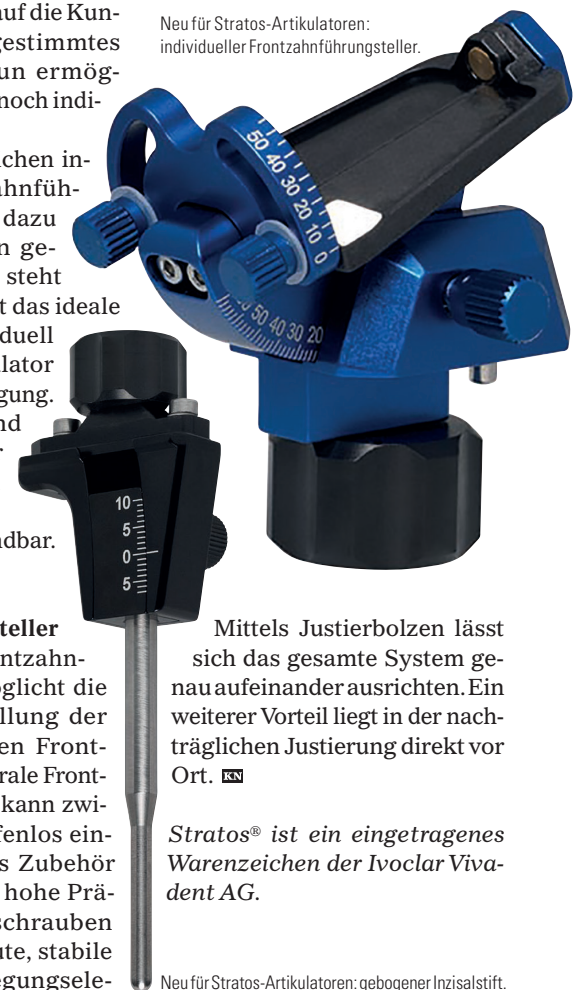 auf die Kun-
gestimmtes
un ermög-
noch indi-
chen in-
ahnfüh-
dazu
n ge-
steht
t das ideale
duell
lator
gung.
nd
r
dbar.
teller
ntzahn-
öglicht die
llung der
en Front-
rale Front-
kann zwi-
fenlos ein-
s Zubehör
hohe Prä-
schrauben
ute, stabile
egungsele-
Neu für Stratos-Artikulatoren:
individueller Frontzahnführungsteller.
50 40 30 20 10 0
50 40 30 20
10
5
0
5
Mittels Justierbolzen lässt
sich das gesamte System ge-
nau aufeinander ausrichten. Ein
weiterer Vorteil liegt in der nach-
träglichen Justierung direkt vor
Ort. KN
Stratos® ist ein eingetragenes
Warenzeichen der Ivoclar Viva-
dent AG.
Neu für Stratos-Artikulatoren: gebogener Inzisalstift.